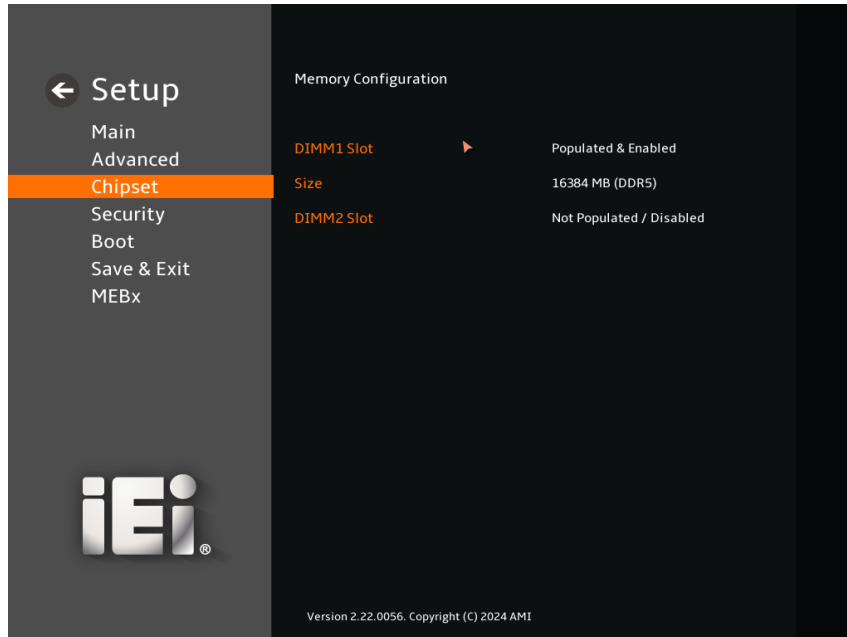 Setup
Main
Advanced
Chipset
Security
Boot
Save & Exit
MEBx
iEi®
Memory Configuration
DIMM1 Slot Populated & Enabled
Size 16384 MB (DDR5)
DIMM2 Slot Not Populated / Disabled
Version 2.22.0056. Copyright (C) 2024 AMI